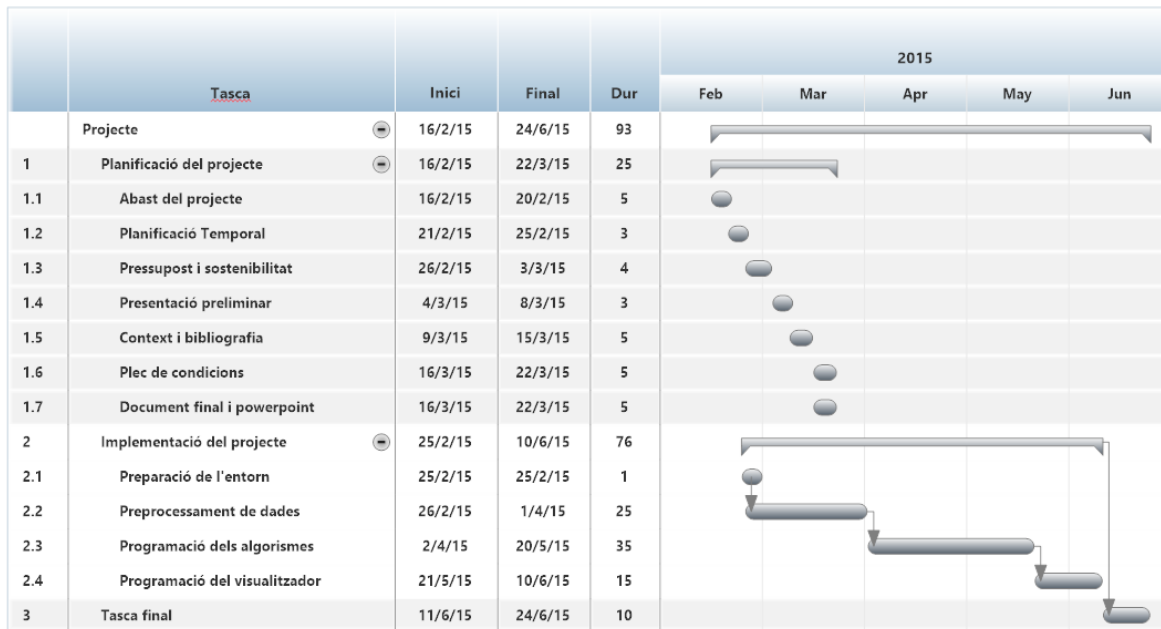 2015
Tasca Inici Final Dur Feb Mar Apr May Jun
Projecte 16/2/15 24/6/15 93
1 Planificació del projecte 16/2/15 22/3/15 25
1.1 Abast del projecte 16/2/15 20/2/15 5
1.2 Planificació Temporal 21/2/15 25/2/15 3
1.3 Pressupost i sostenibilitat 26/2/15 3/3/15 4
1.4 Presentació preliminar 4/3/15 8/3/15 3
1.5 Context i bibliografia 9/3/15 15/3/15 5
1.6 Plec de condicions 16/3/15 22/3/15 5
1.7 Document final i powerpoint 16/3/15 22/3/15 5
2 Implementació del projecte 25/2/15 10/6/15 76
2.1 Preparació de l'entorn 25/2/15 25/2/15 1
2.2 Preprocessament de dades 26/2/15 1/4/15 25
2.3 Programació dels algorismes 2/4/15 20/5/15 35
2.4 Programació del visualitzador 21/5/15 10/6/15 15
3 Tasca final 11/6/15 24/6/15 10